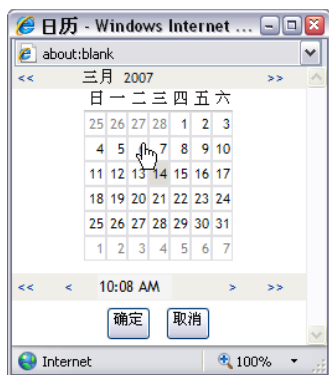 日历 - Windows Internet ...
about:blank
<< 三月 2007 >>
日 一 二 三 四 五 六
25 26 27 28 1 2 3
4 5 7 8 9 10
11 12 13 14 15 16 17
18 19 20 21 22 23 24
25 26 27 28 29 30 31
1 2 3 4 5 6 7
<< < 10:08 AM > >>
确定 取消
Internet 100%